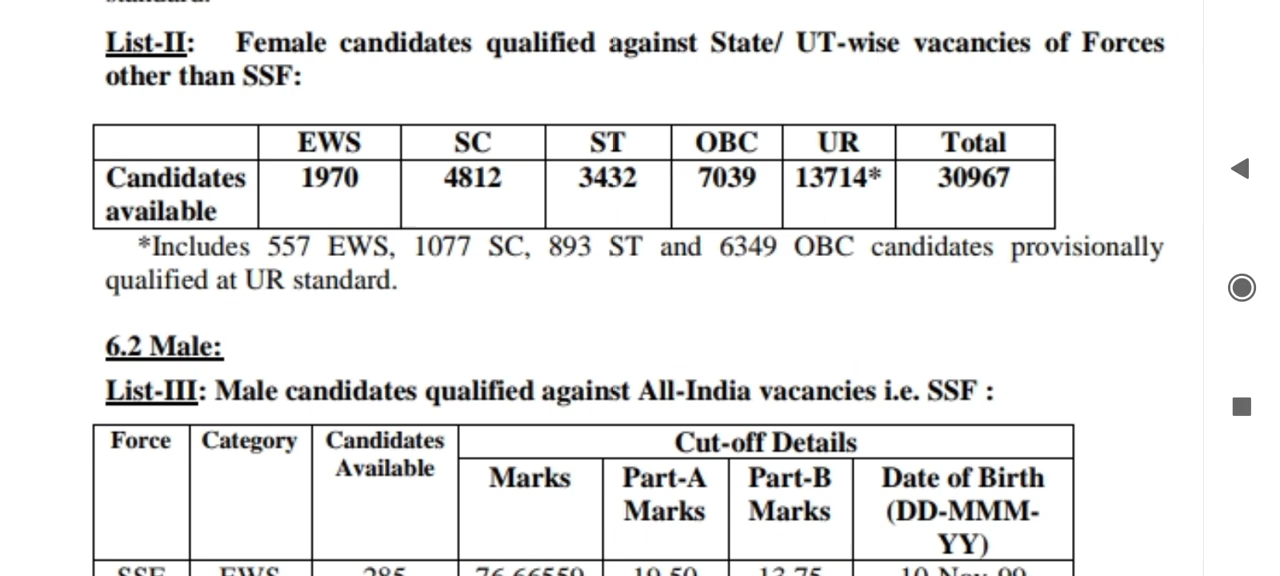 List-II: Female candidates qualified against State/ UT-wise vacancies of Forces
other than SSF:
EWS SC ST OBC UR Total
Candidates available 1970 4812 3432 7039 13714* 30967
*Includes 557 EWS, 1077 SC, 893 ST and 6349 OBC candidates provisionally
qualified at UR standard.
6.2 Male:
List-III: Male candidates qualified against All-India vacancies i.e. SSF :
Force Category Candidates Available Cut-off Details
Marks Part-A Marks Part-B Marks Date of Birth (DD-MMM-YY)
SSF EWS 285